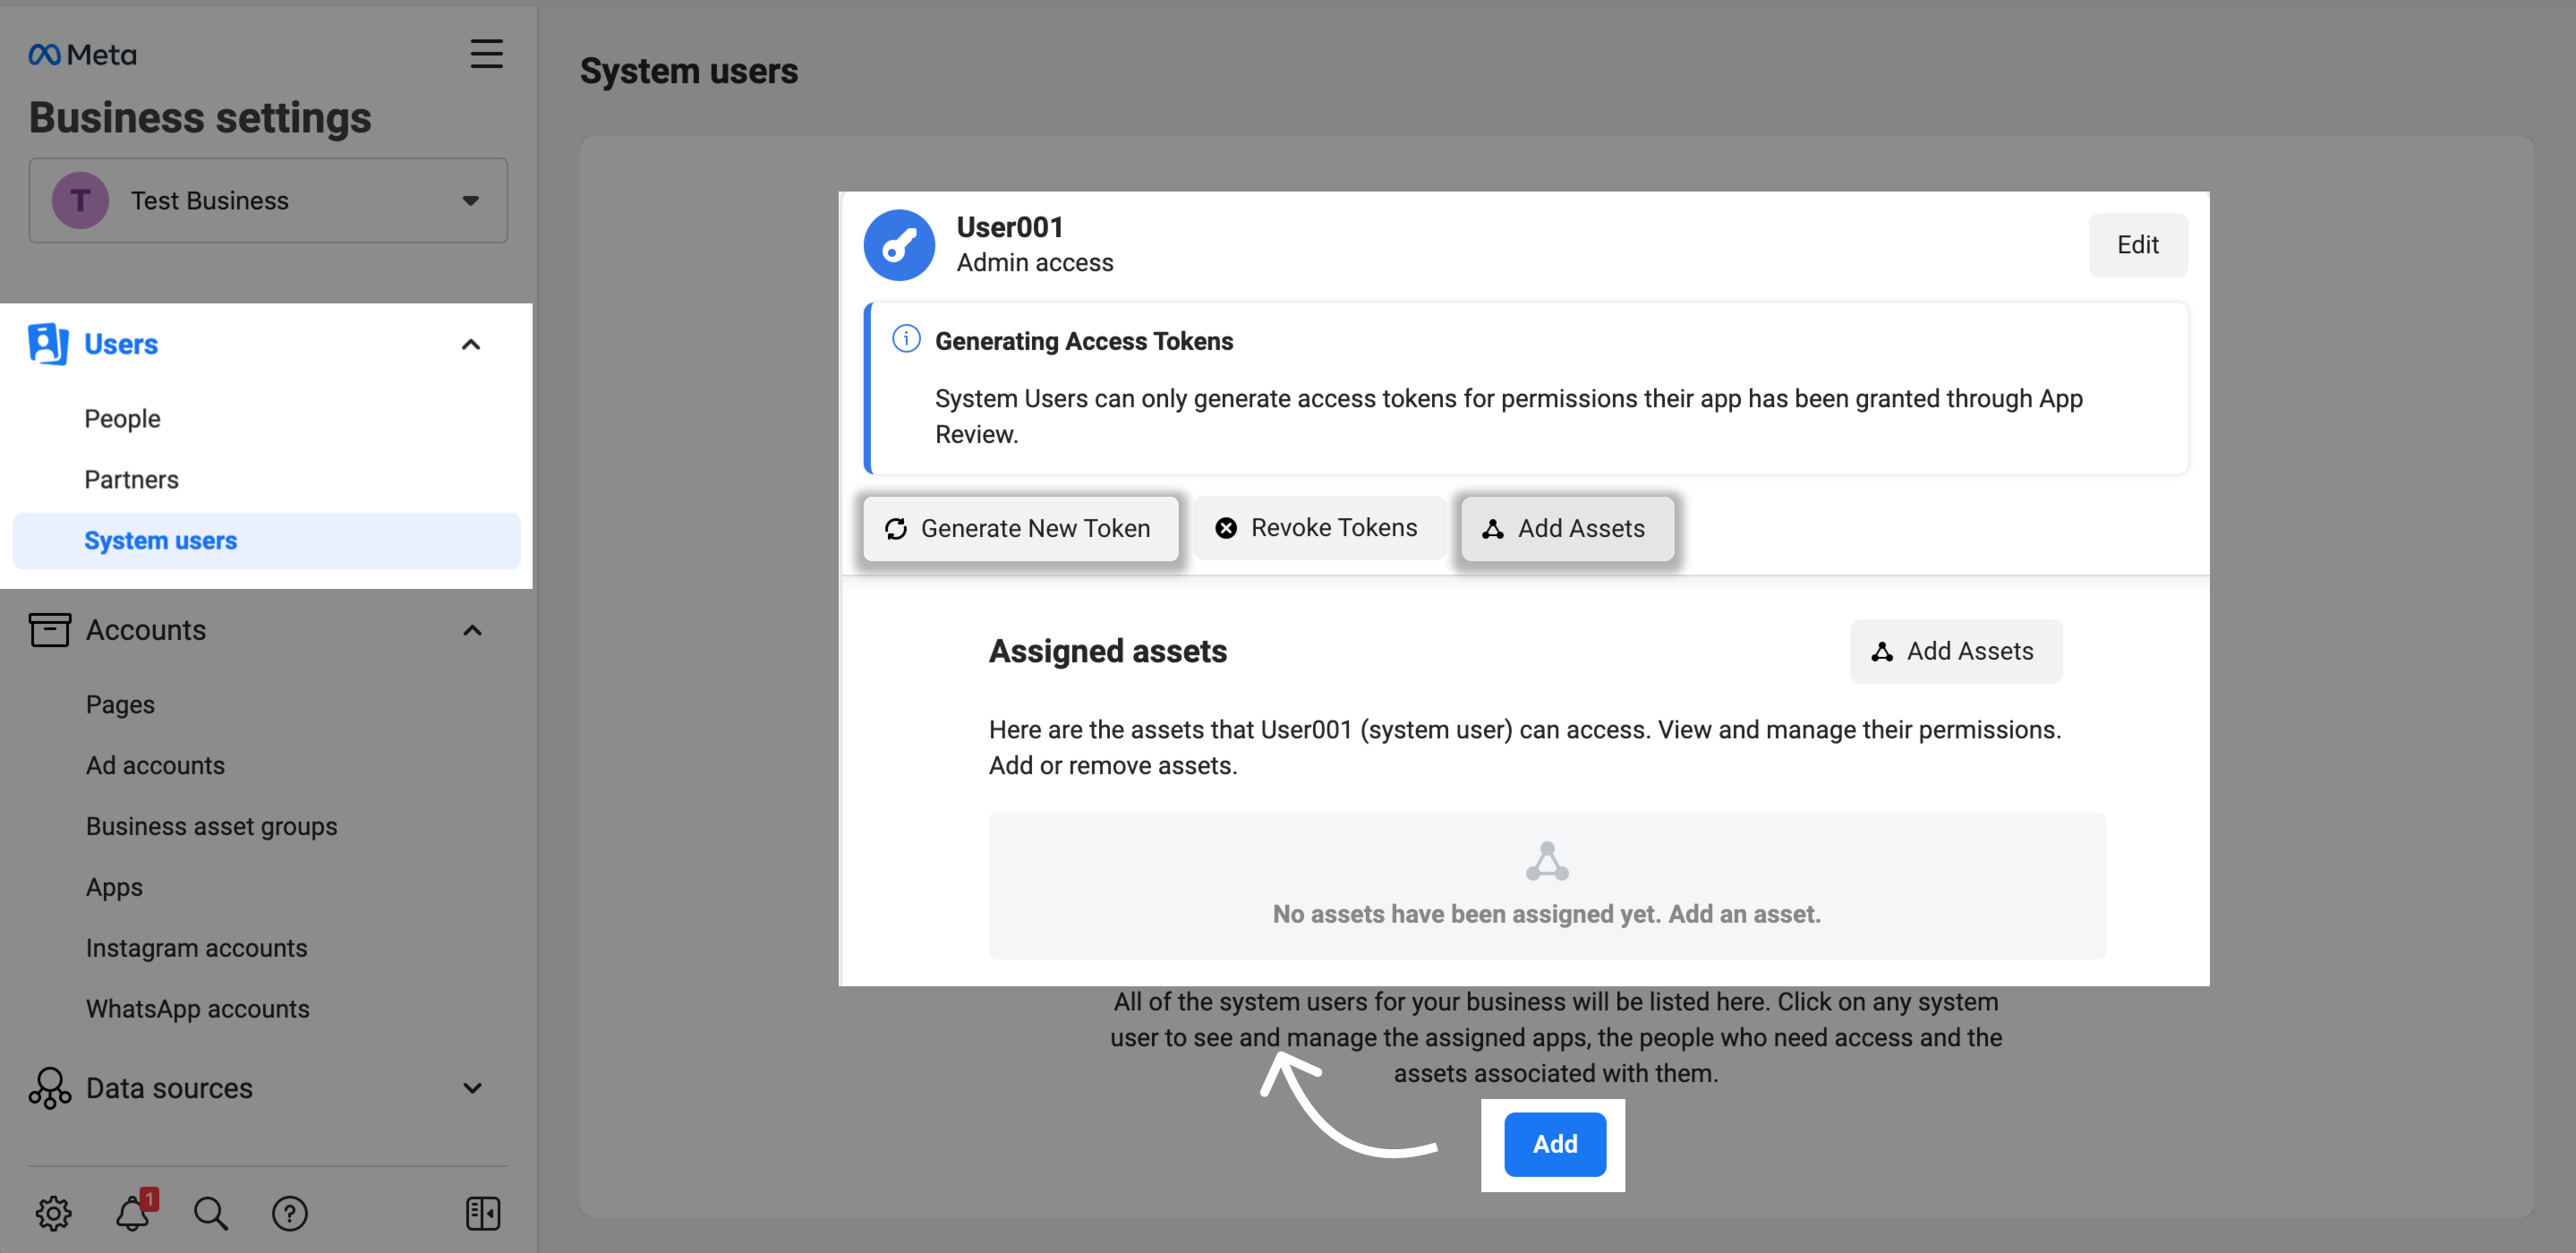 Meta
Business settings
T
Test Business
Users
People
Partners
System users
Accounts
Pages
Ad accounts
Business asset groups
Apps
Instagram accounts
WhatsApp accounts
Data sources
1
?
System users
User001
Admin access
Edit
i
Generating Access Tokens
System Users can only generate access tokens for permissions their app has been granted through App
Review.
Generate New Token
Revoke Tokens
Add Assets
Assigned assets
Add Assets
Here are the assets that User001 (system user) can access. View and manage their permissions.
Add or remove assets.
No assets have been assigned yet. Add an asset.
All of the system users for your business will be listed here. Click on any system
user to see and manage the assigned apps, the people who need access and the
assets associated with them.
Add